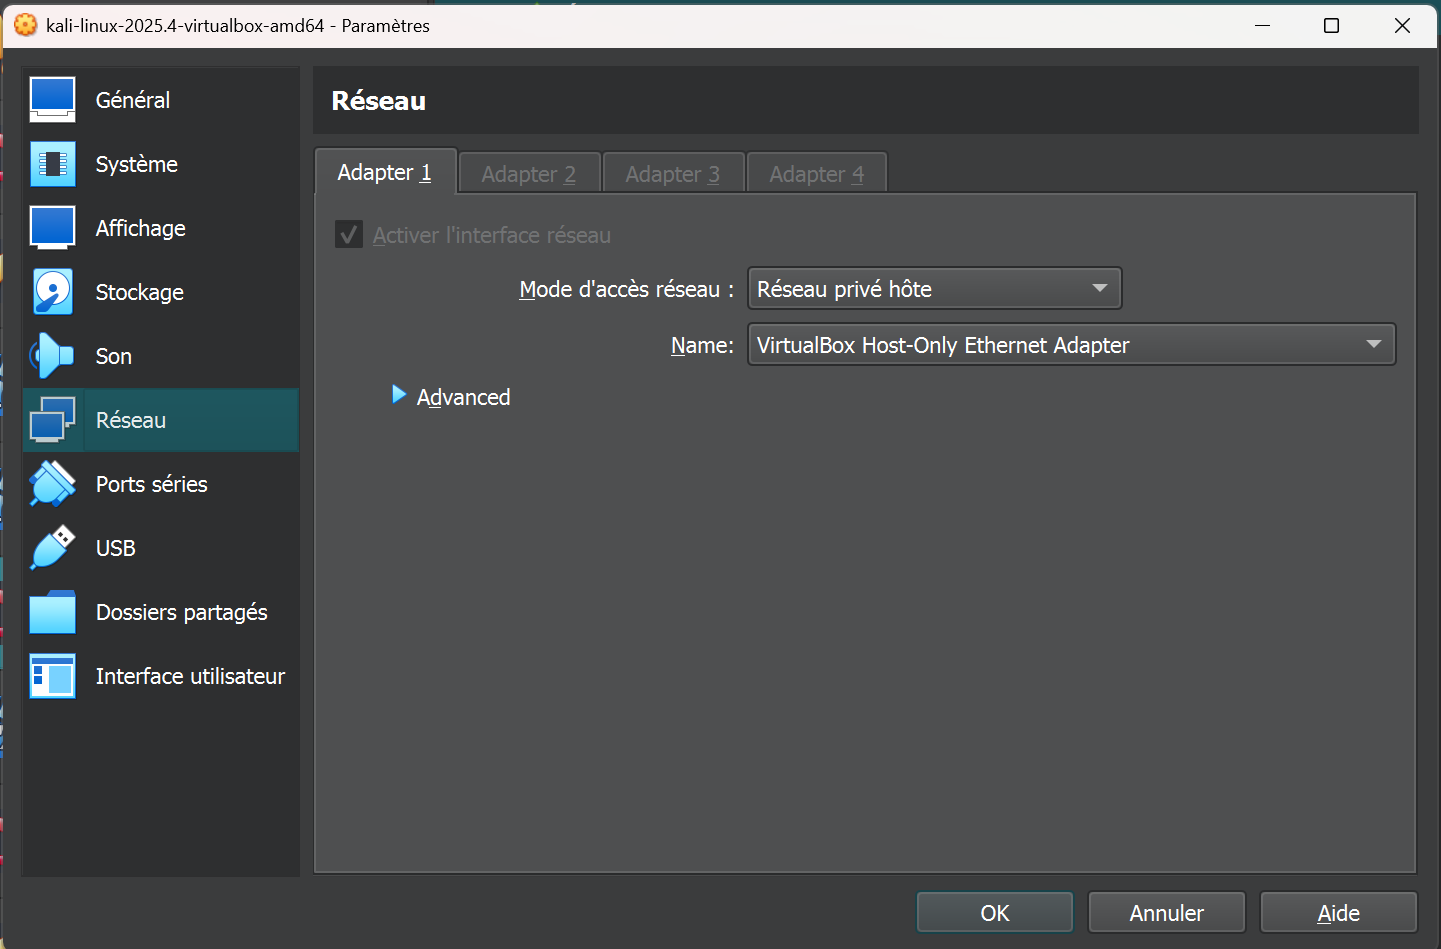 kali-linux-2025.4-virtualbox-amd64 - Paramètres
Général
Système
Affichage
Stockage
Son
Réseau
Ports séries
USB
Dossiers partagés
Interface utilisateur
Réseau
Adapter 1
Adapter 2
Adapter 3
Adapter 4
Activer l'interface réseau
Mode d'accès réseau : Réseau privé hôte
Name: VirtualBox Host-Only Ethernet Adapter
Advanced
OK
Annuler
Aide